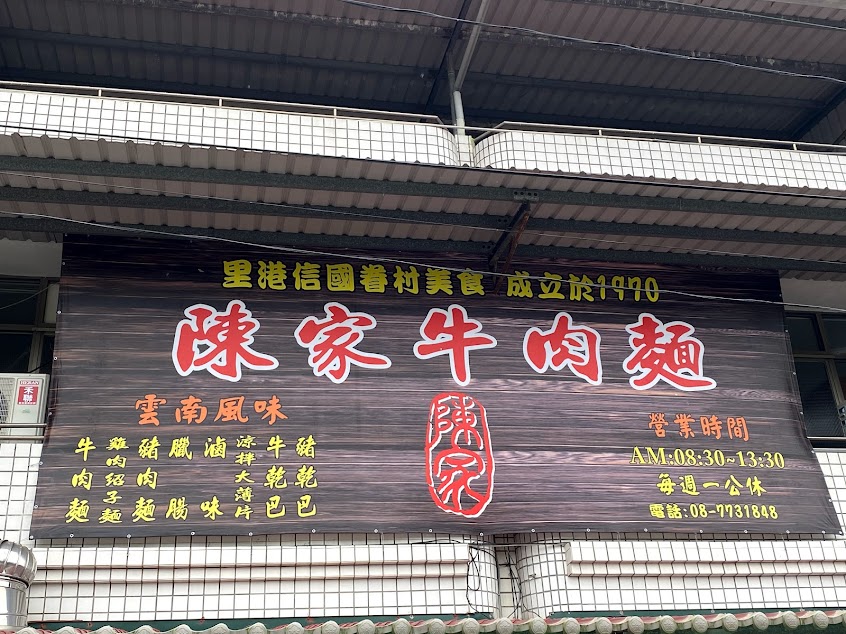 里港信國眷村美食 成立於1970
陳家牛肉麵
雲南風味
牛肉麵
雞肉紹子麵
豬肉麵
臘腸
滷味
涼拌大薄片
牛乾巴
豬乾巴
陳家
營業時間
AM:08:30~13:30
每週一公休
電話:08-7731848
禾聯